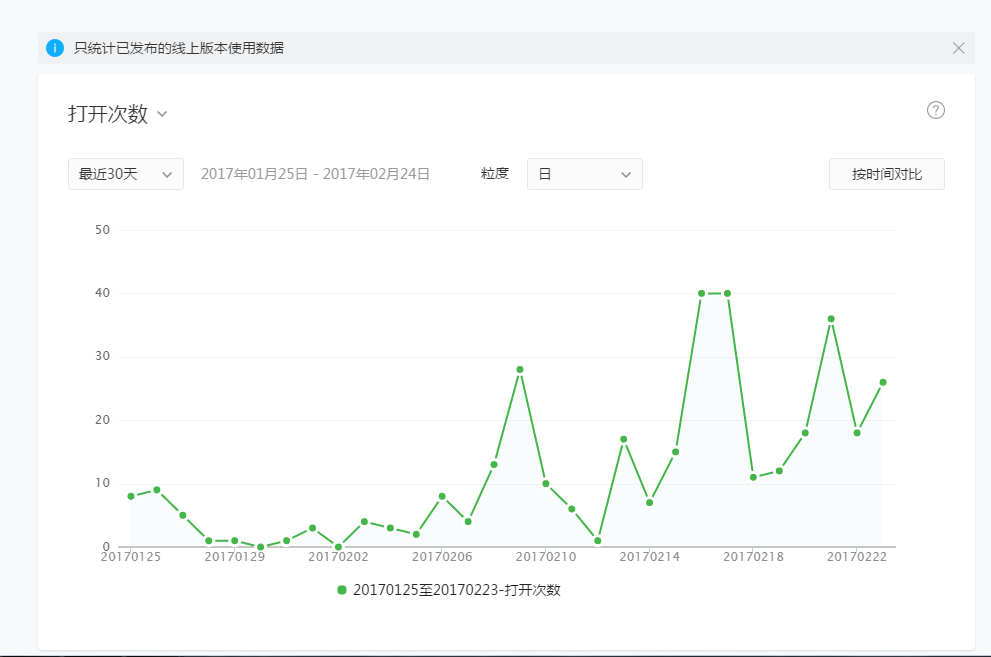 只统计已发布的线上版本使用数据
打开次数
最近30天 2017年01月25日 - 2017年02月24日 粒度 日 按时间对比
50
40
30
20
10
0
20170125 20170129 20170202 20170206 20170210 20170214 20170218 20170222
20170125至20170223-打开次数